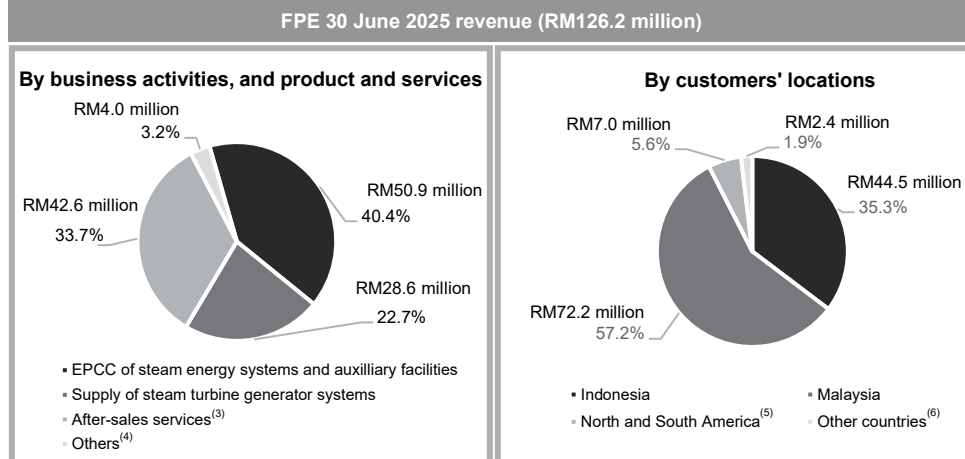 FPE 30 June 2025 revenue (RM126.2 million)
By business activities, and product and services
RM4.0 million
3.2%
RM50.9 million
40.4%
RM42.6 million
33.7%
RM28.6 million
22.7%
EPCC of steam energy systems and auxilliary facilities
Supply of steam turbine generator systems
After-sales services(3)
Others(4)
By customers' locations
RM7.0 million
5.6%
RM2.4 million
1.9%
RM44.5 million
35.3%
RM72.2 million
57.2%
Indonesia
Malaysia
North and South America(5)
Other countries(6)